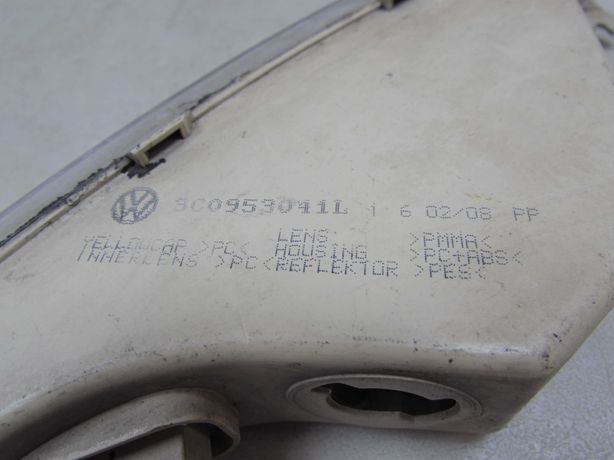 3C0953041L 1 6 02/08 PP
LENS >PMMA<
YELLOWCAP >PC< HOUSING >PC+ABS<
INNERLENS >PC< REFLEKTOR >PES<